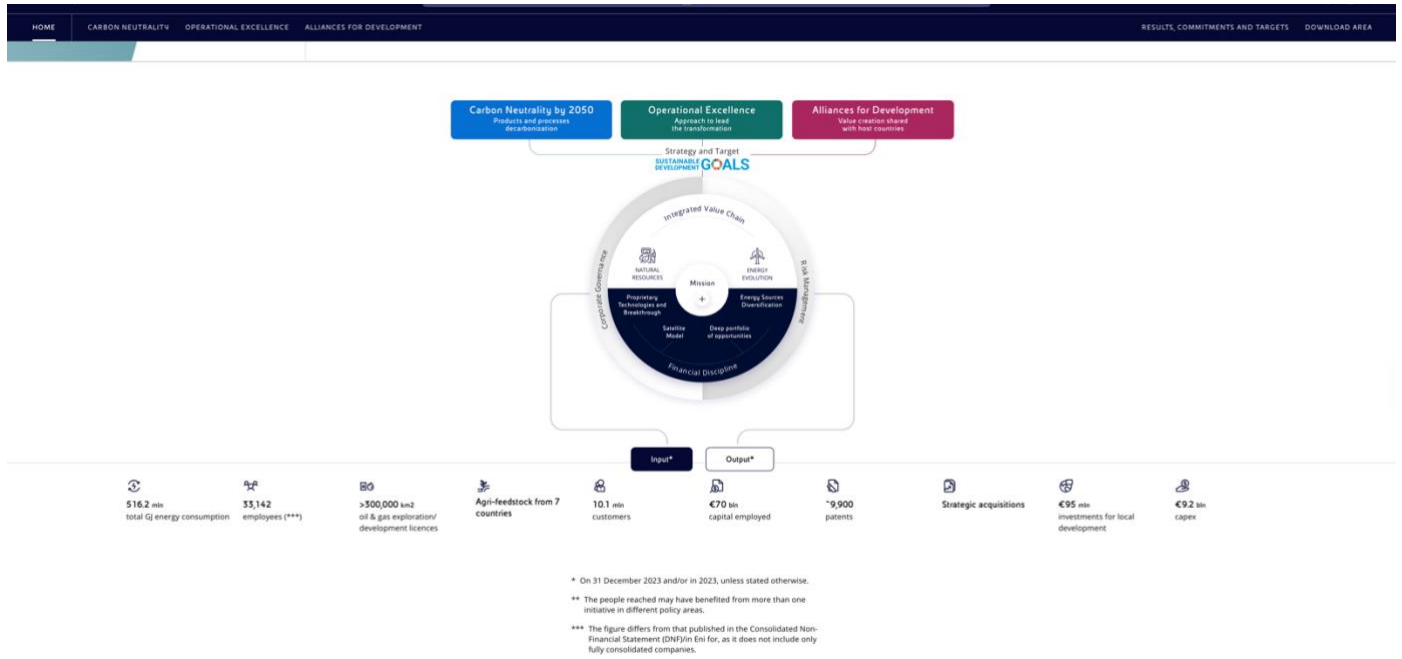 HOME CARBON NEUTRALITY OPERATIONAL EXCELLENCE ALLIANCES FOR DEVELOPMENT RESULTS, COMMITMENTS AND TARGETS DOWNLOAD AREA
Carbon Neutrality by 2050
Products and processes
decarbonization
Operational Excellence
Approach to lead
the transformation
Alliances for Development
Value creation shared
with host countries
Strategy and Target
SUSTAINABLE
DEVELOPMENT GOALS
Integrated Value Chain
Corporate Governance
Risk Management
NATURAL
RESOURCES
ENERGY
EVOLUTION
Mission
+
Proprietary
Technologies and
Breakthrough
Energy Sources
Diversification
Satellite
Model
Deep portfolio
of opportunities
Financial Discipline
Input*
Output*
516.2 mln
total GJ energy consumption
33,142
employees (***)
>300,000 km2
oil & gas exploration/
development licences
Agri-feedstock from 7
countries
10.1 mln
customers
€70 bln
capital employed
~9,900
patents
Strategic acquisitions
€95 mln
investments for local
development
€9.2 bln
capex
* On 31 December 2023 and/or in 2023, unless stated otherwise.
** The people reached may have benefited from more than one
initiative in different policy areas.
*** The figure differs from that published in the Consolidated Non-
Financial Statement (DNF)/in Eni for, as it does not include only
fully consolidated companies.